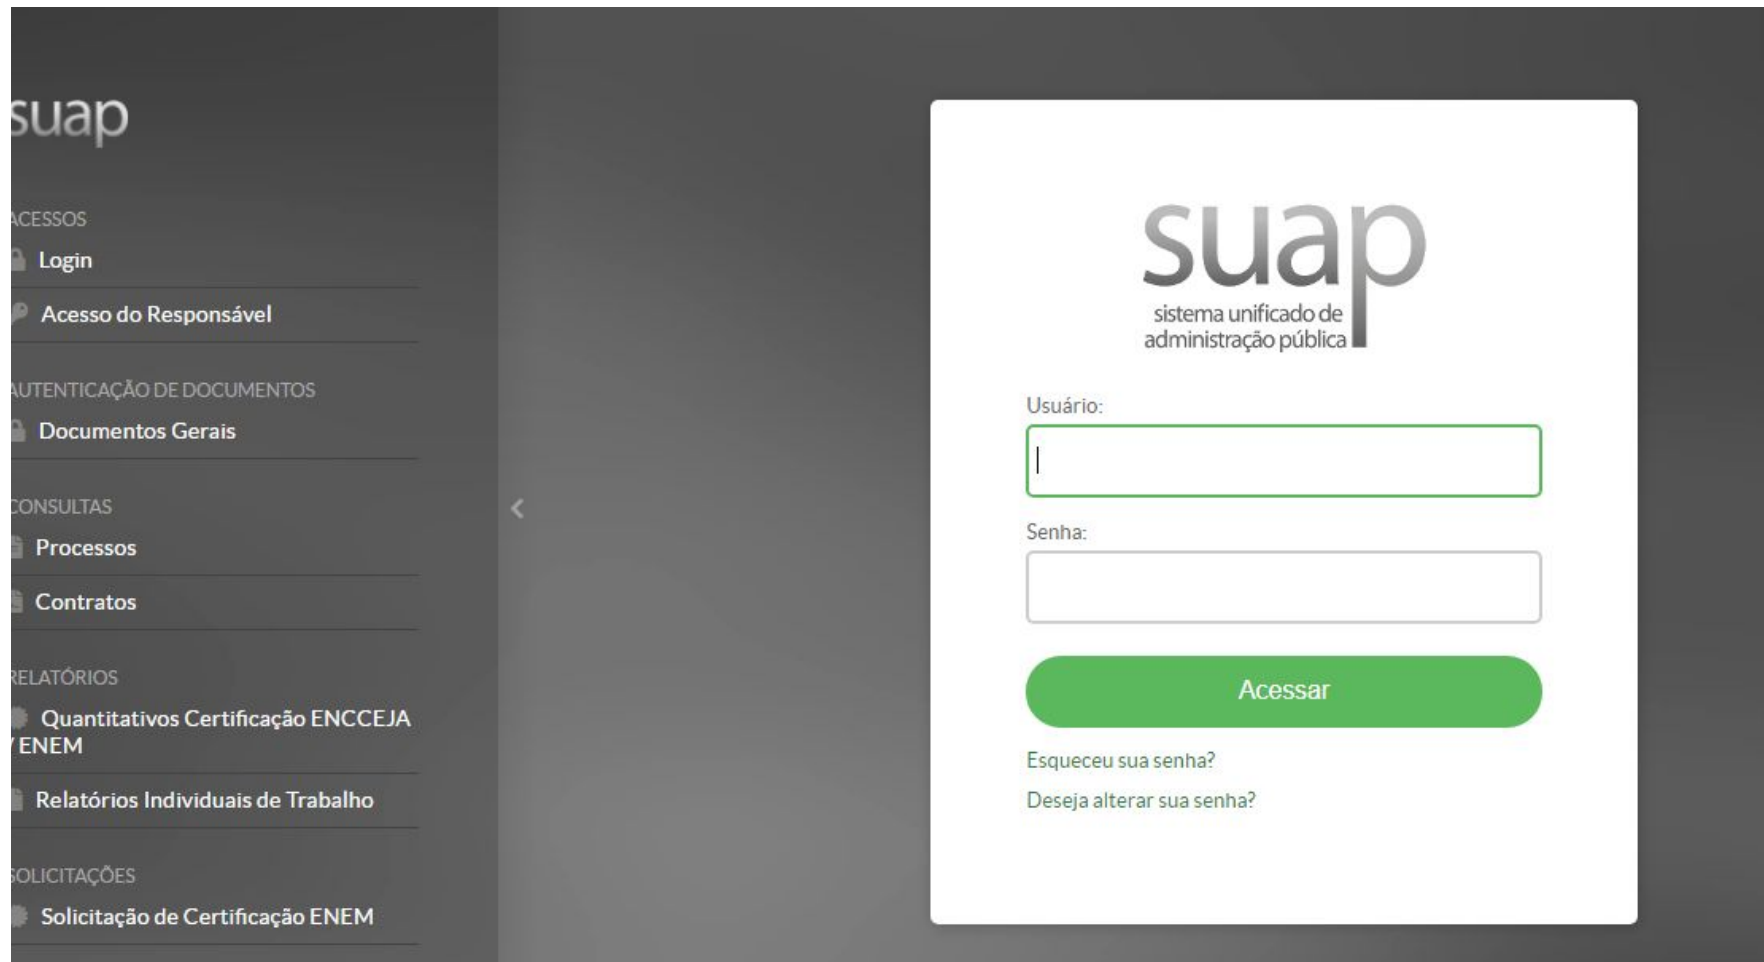 suap
ACESSOS
Login
Acesso do Responsável
AUTENTICAÇÃO DE DOCUMENTOS
Documentos Gerais
CONSULTAS
Processos
Contratos
RELATÓRIOS
Quantitativos Certificação ENCCEJA
/ ENEM
Relatórios Individuais de Trabalho
SOLICITAÇÕES
Solicitação de Certificação ENEM
suap
sistema unificado de
administração pública
Usuário:
Senha:
Acessar
Esqueceu sua senha?
Deseja alterar sua senha?